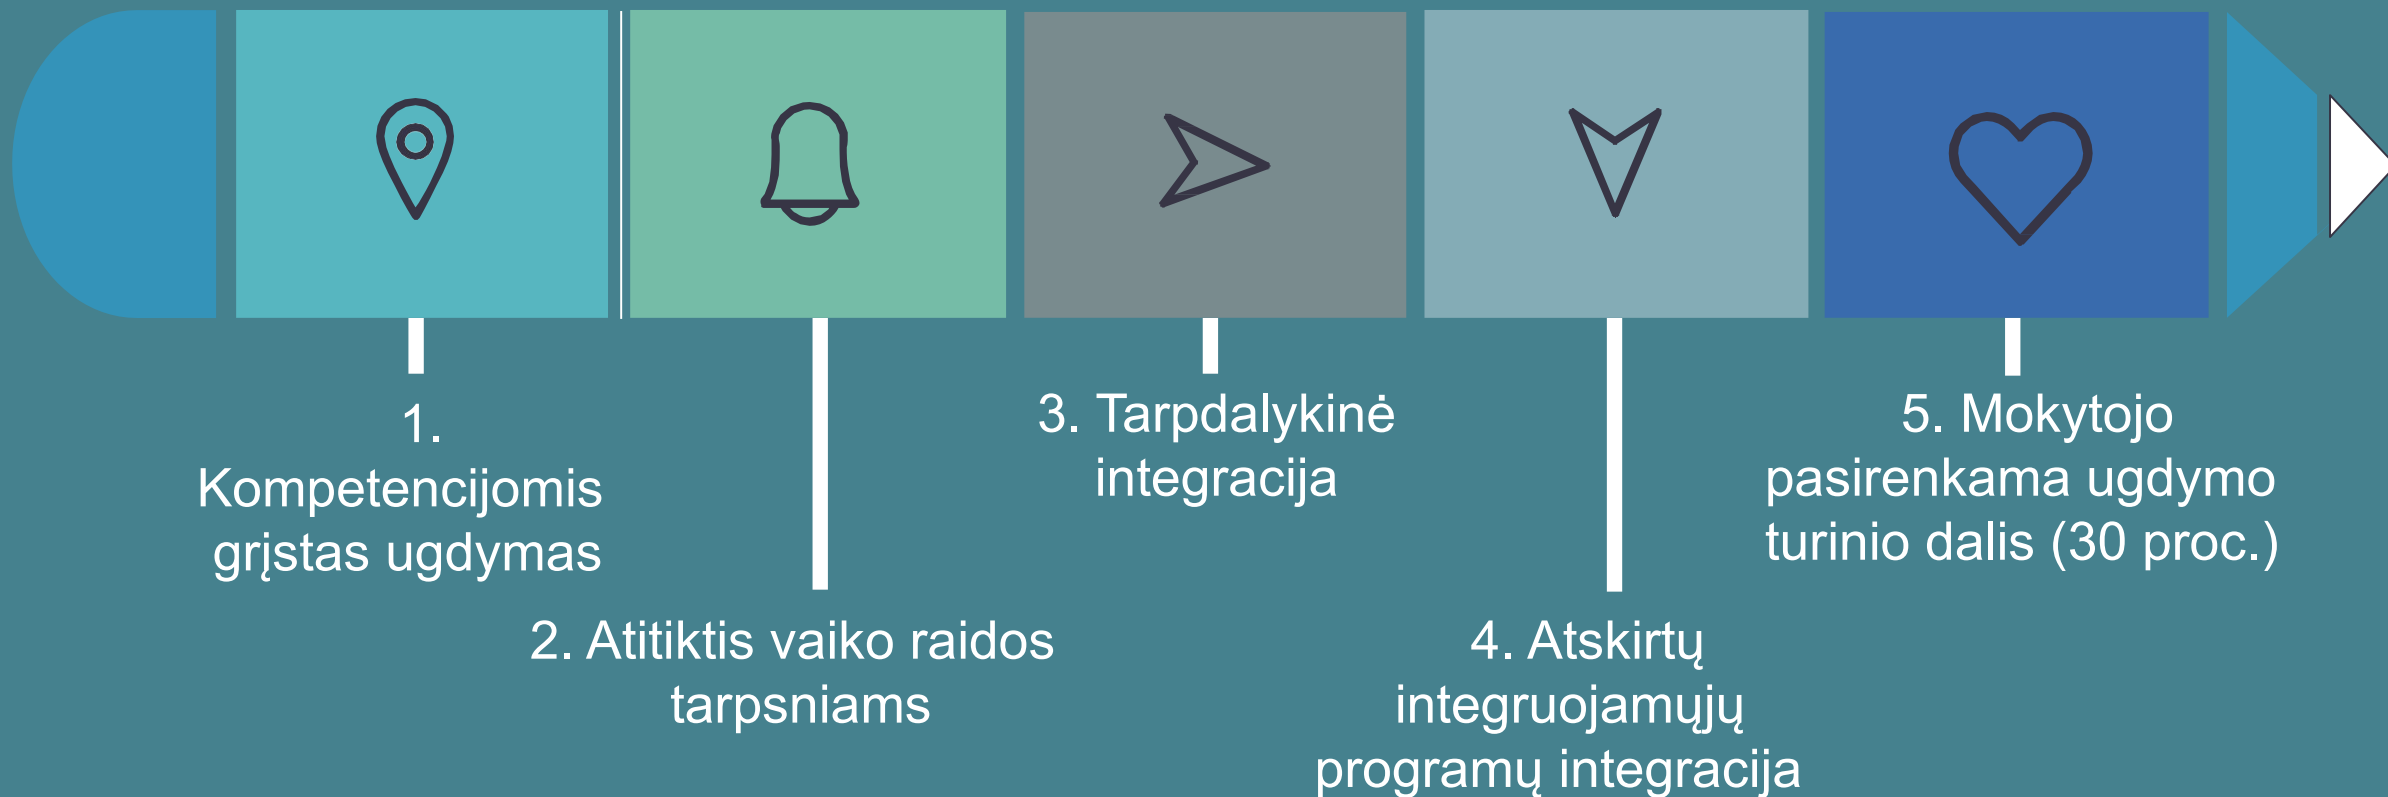 1.
Kompetencijomis
grįstas ugdymas
2. Atitiktis vaiko raidos
tarpsniams
3. Tarpdalykinė
integracija
4. Atskirtų
integruojamųjų
programų integracija
5. Mokytojo
pasirenkama ugdymo
turinio dalis (30 proc.)